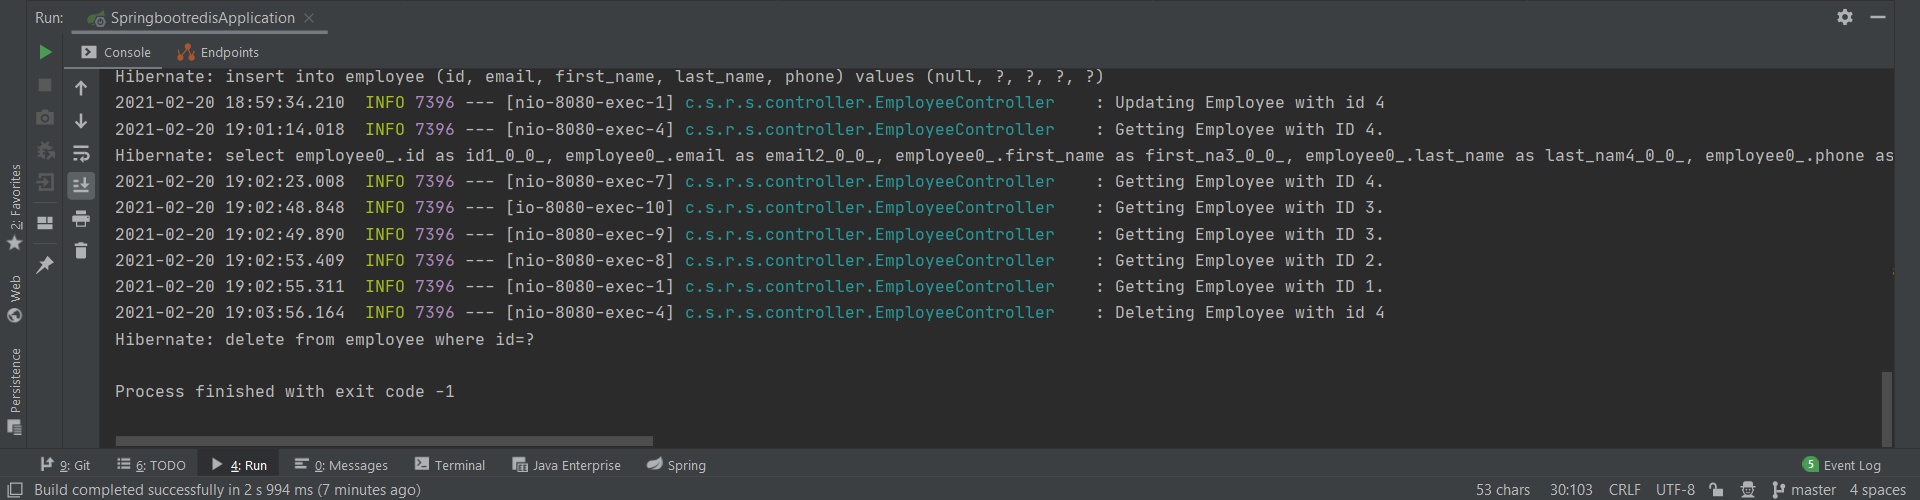 Run: SpringbootredisApplication
Console Endpoints
Hibernate: insert into employee (id, email, first_name, last_name, phone) values (null, ?, ?, ?, ?)
2021-02-20 18:59:34.210  INFO 7396 --- [nio-8080-exec-1] c.s.r.s.controller.EmployeeController    : Updating Employee with id 4
2021-02-20 19:01:14.018  INFO 7396 --- [nio-8080-exec-4] c.s.r.s.controller.EmployeeController    : Getting Employee with ID 4.
Hibernate: select employee0_.id as id1_0_0_, employee0_.email as email2_0_0_, employee0_.first_name as first_na3_0_0_, employee0_.last_name as last_nam4_0_0_, employee0_.phone as
2021-02-20 19:02:23.008  INFO 7396 --- [nio-8080-exec-7] c.s.r.s.controller.EmployeeController    : Getting Employee with ID 4.
2021-02-20 19:02:48.848  INFO 7396 --- [io-8080-exec-10] c.s.r.s.controller.EmployeeController    : Getting Employee with ID 3.
2021-02-20 19:02:49.890  INFO 7396 --- [nio-8080-exec-9] c.s.r.s.controller.EmployeeController    : Getting Employee with ID 3.
2021-02-20 19:02:53.409  INFO 7396 --- [nio-8080-exec-8] c.s.r.s.controller.EmployeeController    : Getting Employee with ID 2.
2021-02-20 19:02:55.311  INFO 7396 --- [nio-8080-exec-1] c.s.r.s.controller.EmployeeController    : Getting Employee with ID 1.
2021-02-20 19:03:56.164  INFO 7396 --- [nio-8080-exec-4] c.s.r.s.controller.EmployeeController    : Deleting Employee with id 4
Hibernate: delete from employee where id=?
Process finished with exit code -1
2: Favorites
Web
Persistence
9: Git 6: TODO 4: Run 0: Messages Terminal Java Enterprise Spring 5 Event Log
Build completed successfully in 2 s 994 ms (7 minutes ago) 53 chars 30:103 CRLF UTF-8 master 4 spaces